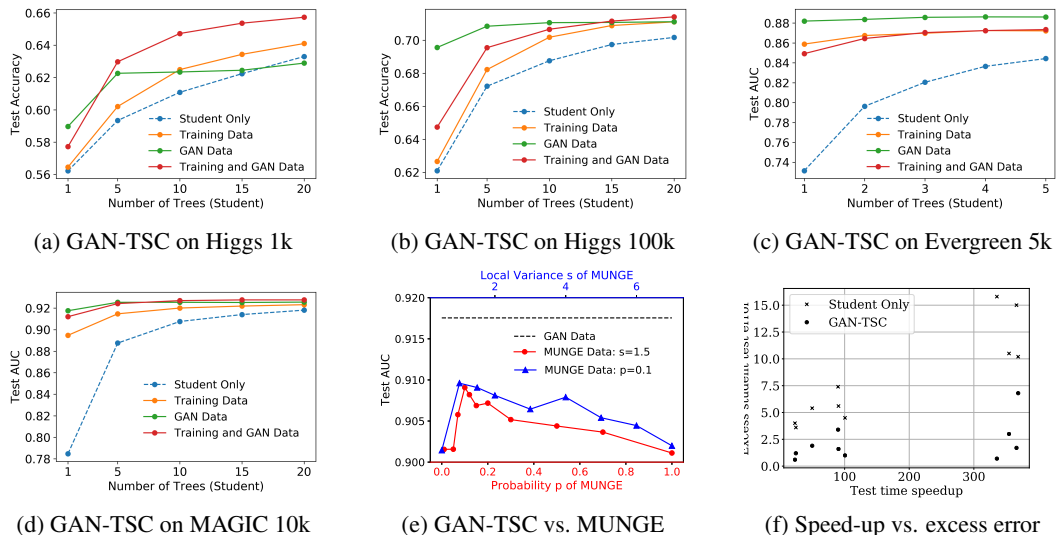 0.66
0.64
0.62
0.60
0.58
0.56
Test Accuracy
Student Only
Training Data
GAN Data
Training and GAN Data
1 5 10 15 20
Number of Trees (Student)
(a) GAN-TSC on Higgs 1k
0.70
0.68
0.66
0.64
0.62
Test Accuracy
Student Only
Training Data
GAN Data
Training and GAN Data
1 5 10 15 20
Number of Trees (Student)
(b) GAN-TSC on Higgs 100k
0.88
0.86
0.84
0.82
0.80
0.78
0.76
0.74
Test AUC
Student Only
Training Data
GAN Data
Training and GAN Data
1 2 3 4 5
Number of Trees (Student)
(c) GAN-TSC on Evergreen 5k
0.92
0.90
0.88
0.86
0.84
0.82
0.80
0.78
Test AUC
Student Only
Training Data
GAN Data
Training and GAN Data
1 5 10 15 20
Number of Trees (Student)
(d) GAN-TSC on MAGIC 10k
Local Variance s of MUNGE
2 4 6
0.920
0.915
0.910
0.905
0.900
Test AUC
GAN Data
MUNGE Data: s=1.5
MUNGE Data: p=0.1
0.0 0.2 0.4 0.6 0.8 1.0
Probability p of MUNGE
(e) GAN-TSC vs. MUNGE
15.0
12.5
10.0
7.5
5.0
2.5
0.0
Excess student test error
Student Only
GAN-TSC
100 200 300
Test time speedup
(f) Speed-up vs. excess error